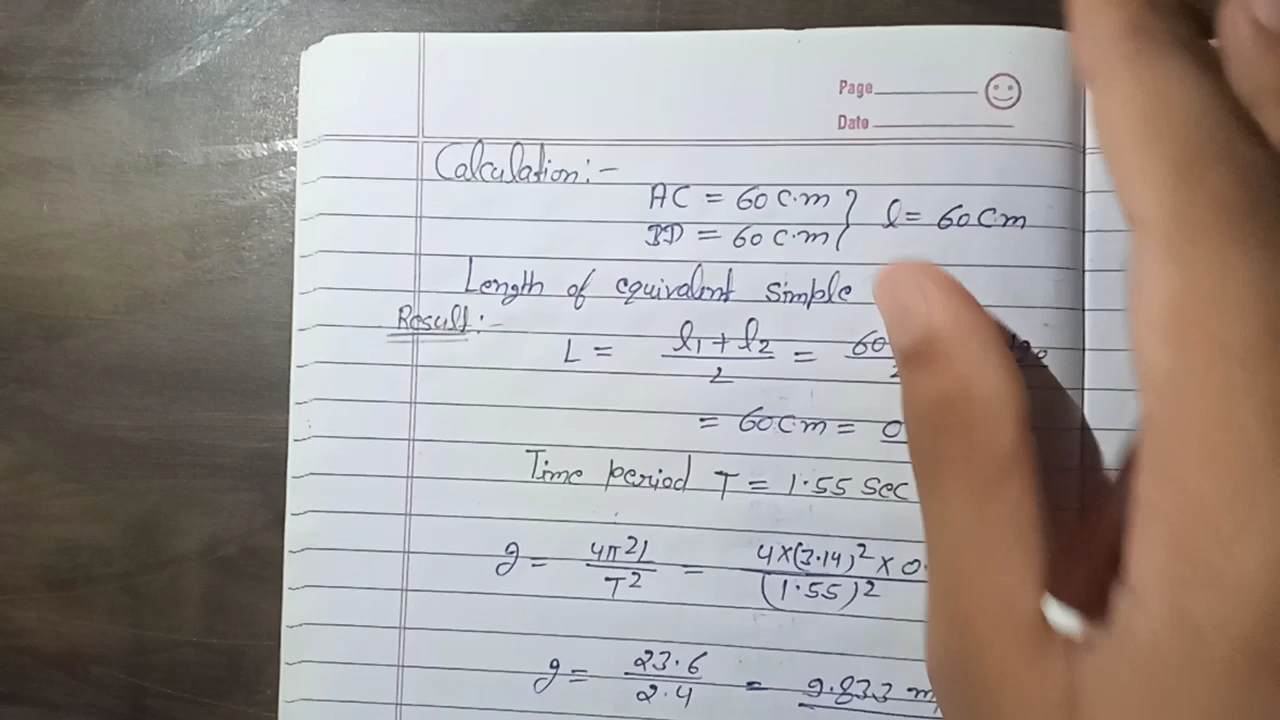 Page
Date
Calculation:-
AC = 60 C.m
BD = 60 C.m
l = 60 Cm
Length of equivalent Simple
Result:-
L = l1 + l2 / 2 = 60
= 60 Cm = 0
Time period T = 1.55 Sec
g = 4π²l / T² = 4×(3.14)² × 0. / (1.55)²
g = 23.6 / 2.4 = 9.833 m